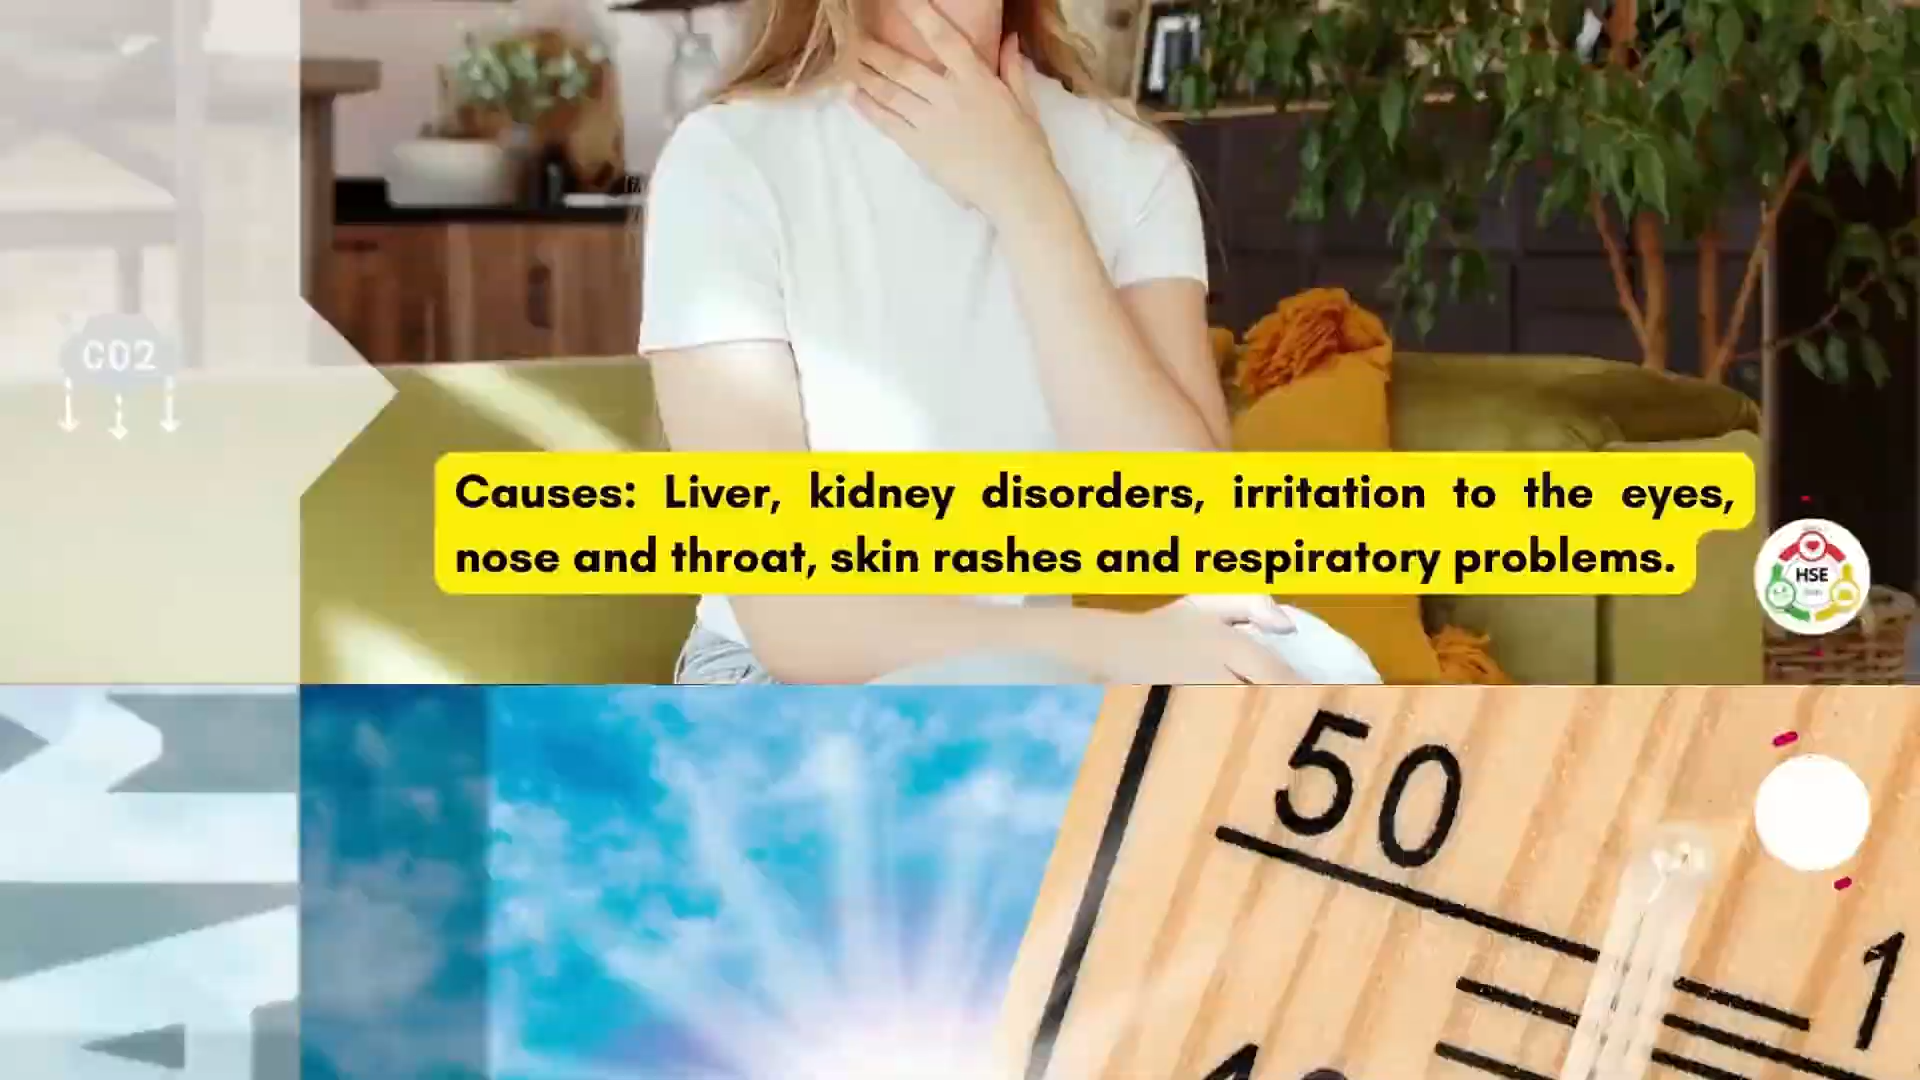 CO2
Causes: Liver, kidney disorders, irritation to the eyes,
nose and throat, skin rashes and respiratory problems.
HSE
50
1